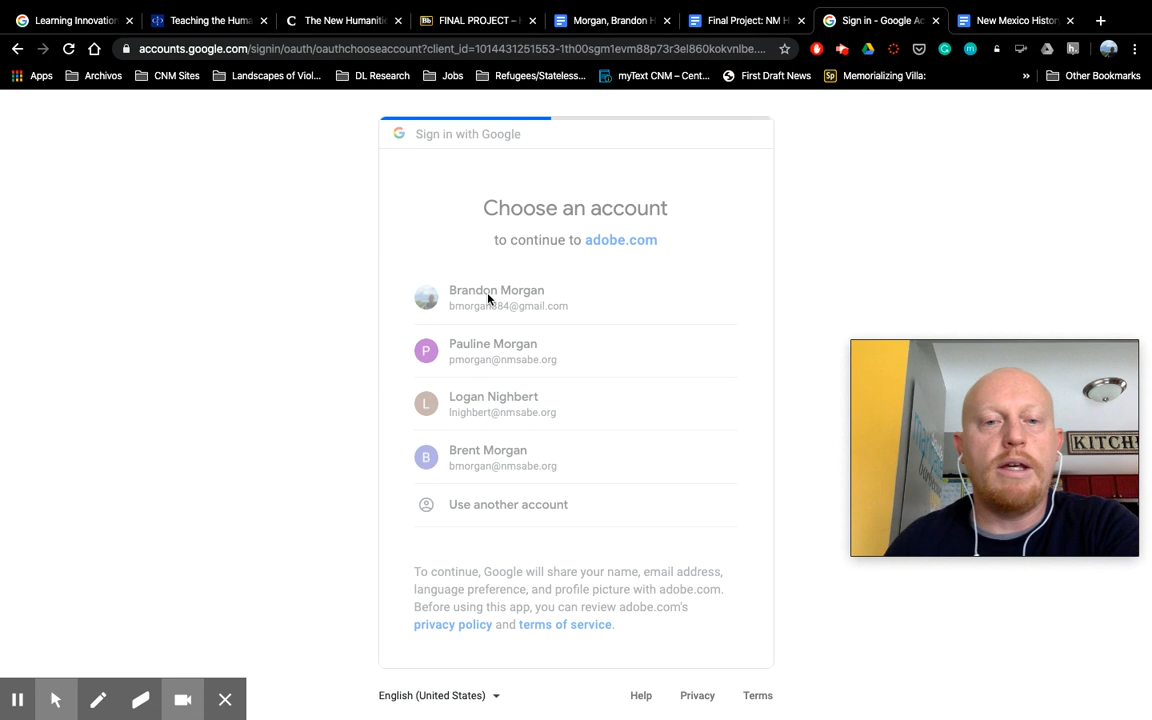 Learning Innovation
Teaching the Huma
The New Humaniti
FINAL PROJECT –
Morgan, Brandon H
Final Project: NM H
Sign in - Google Ac
New Mexico Histor
accounts.google.com/signin/oauth/oauthchooseaccount?client_id=1014431251553-1th00sgm1evm88p73r3el860kokvnlbe....
Apps
Archivos
CNM Sites
Landscapes of Viol...
DL Research
Jobs
Refugees/Stateless...
myText CNM – Cent...
First Draft News
Sp
Memorializing Villa:
»
Other Bookmarks
Sign in with Google
Choose an account
to continue to adobe.com
Brandon Morgan
bmorgan884@gmail.com
P
Pauline Morgan
pmorgan@nmsabe.org
L
Logan Nighbert
lnighbert@nmsabe.org
B
Brent Morgan
bmorgan@nmsabe.org
Use another account
To continue, Google will share your name, email address,
language preference, and profile picture with adobe.com.
Before using this app, you can review adobe.com's
privacy policy and terms of service.
KITCH
English (United States)
Help
Privacy
Terms